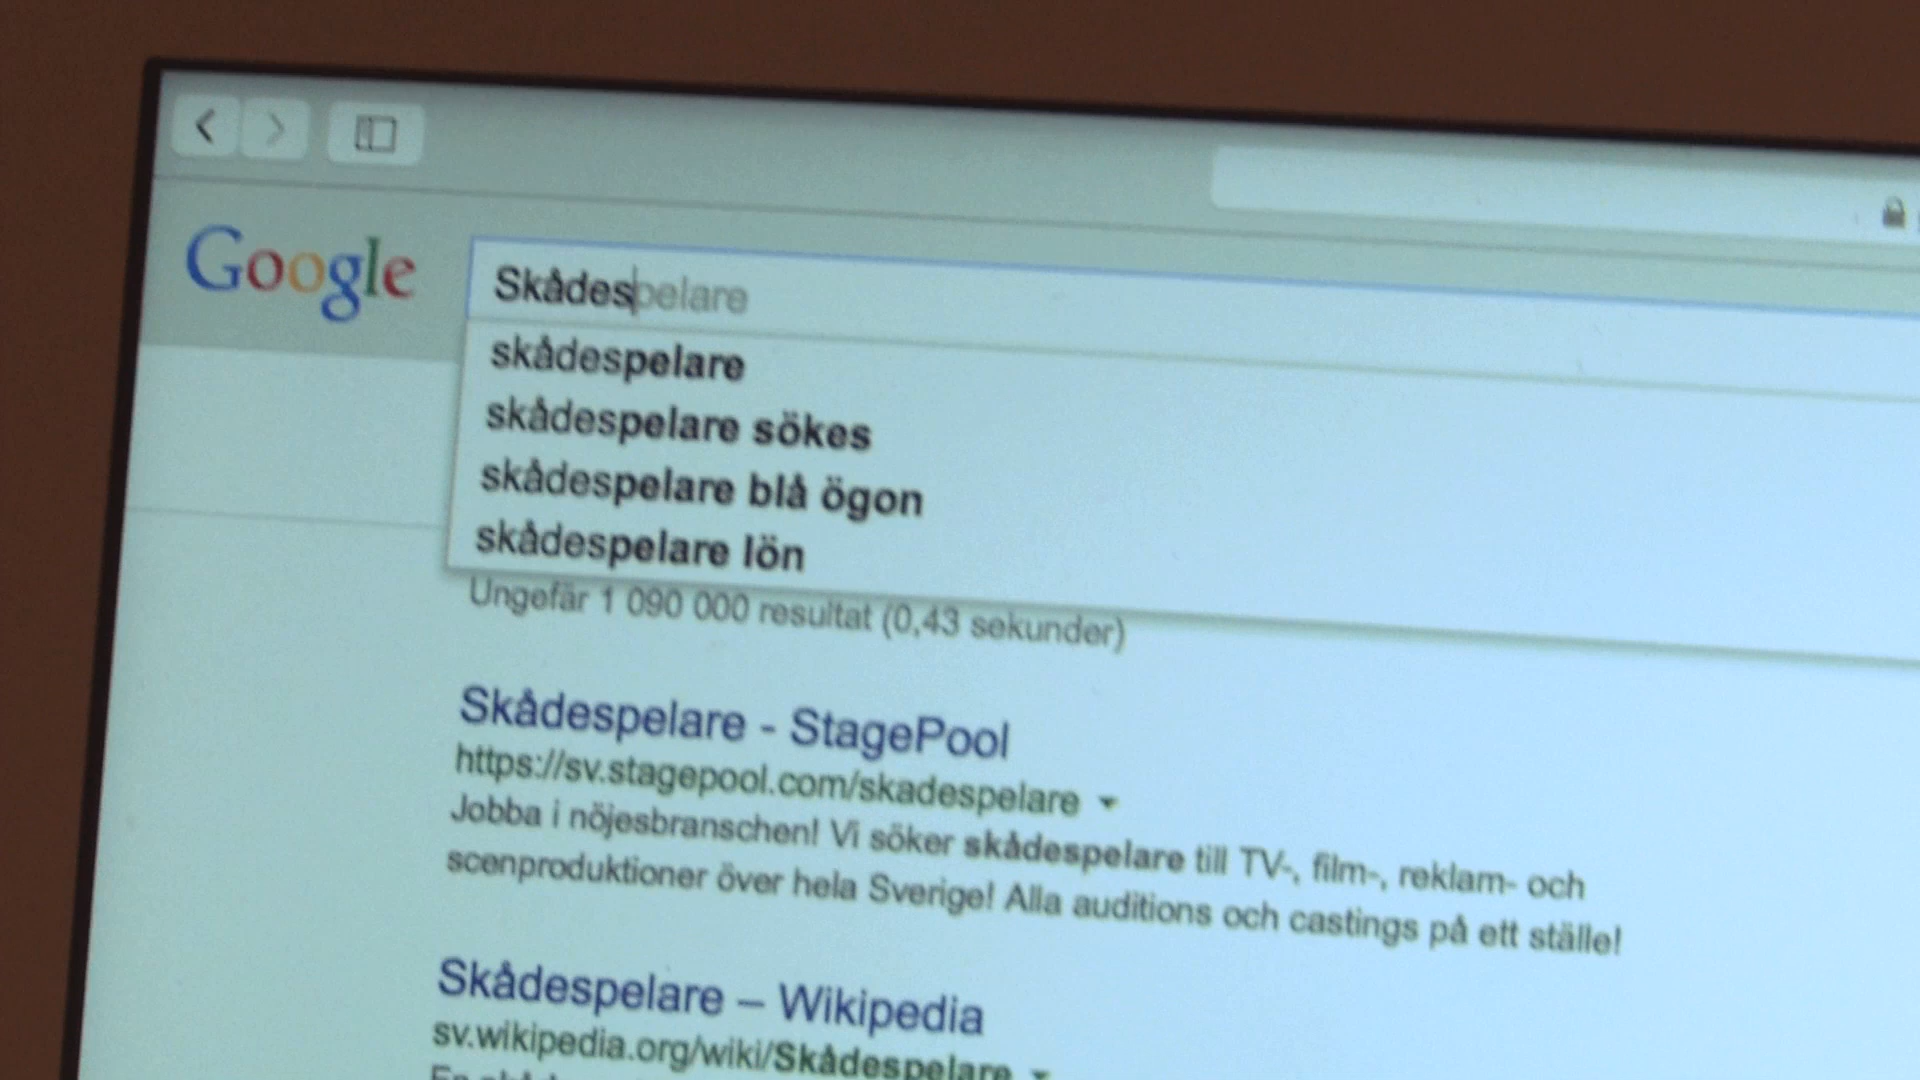 Google
Skådespelare
skådespelare
skådespelare sökes
skådespelare blå ögon
skådespelare lön
Ungefär 1 090 000 resultat (0,43 sekunder)
Skådespelare - StagePool
https://sv.stagepool.com/skadespelare
Jobba i nöjesbranschen! Vi söker skådespelare till TV-, film-, reklam- och
scenproduktioner över hela Sverige! Alla auditions och castings på ett ställe!
Skådespelare – Wikipedia
sv.wikipedia.org/wiki/Skådespelare